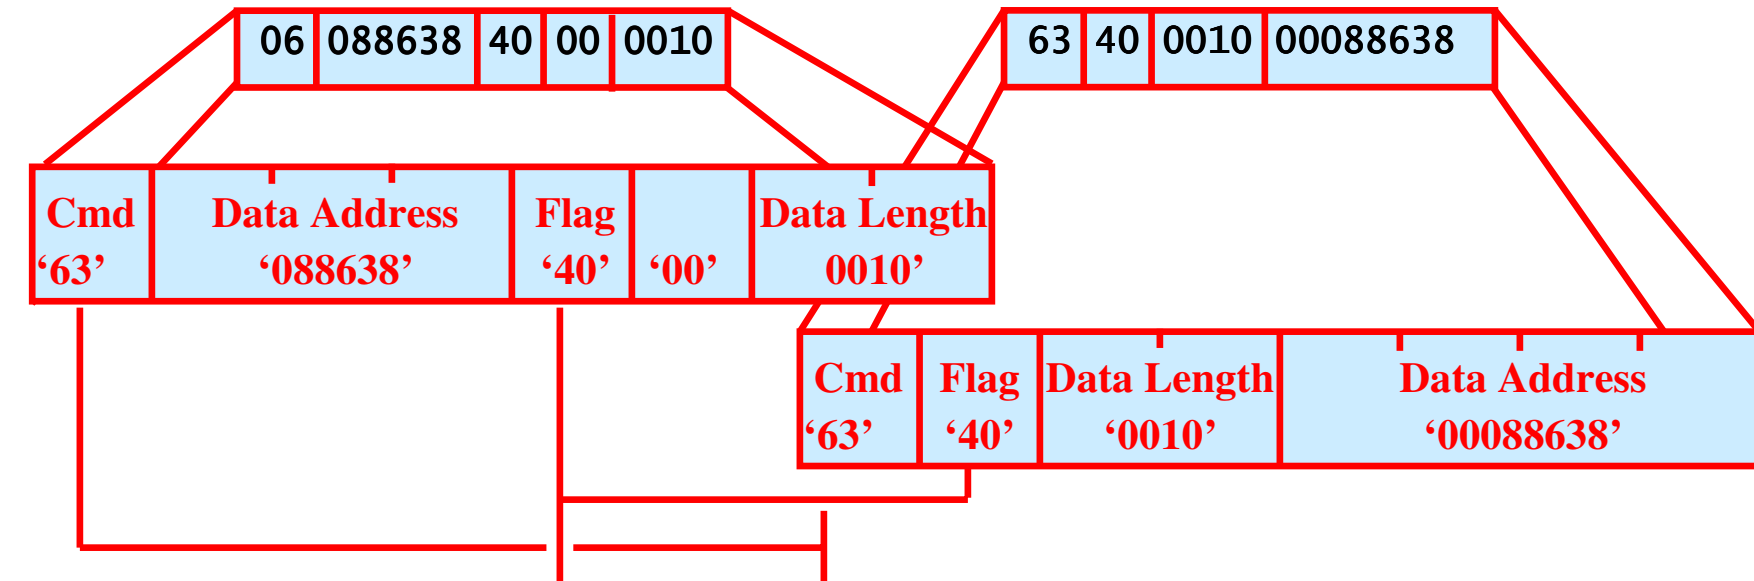 06 088638 40 00 0010
63 40 0010 00088638
Cmd Data Address Flag Data Length
‘63’ ‘088638’ ‘40’ ‘00’ 0010’
Cmd Flag Data Length Data Address
‘63’ ‘40’ ‘0010’ ‘00088638’